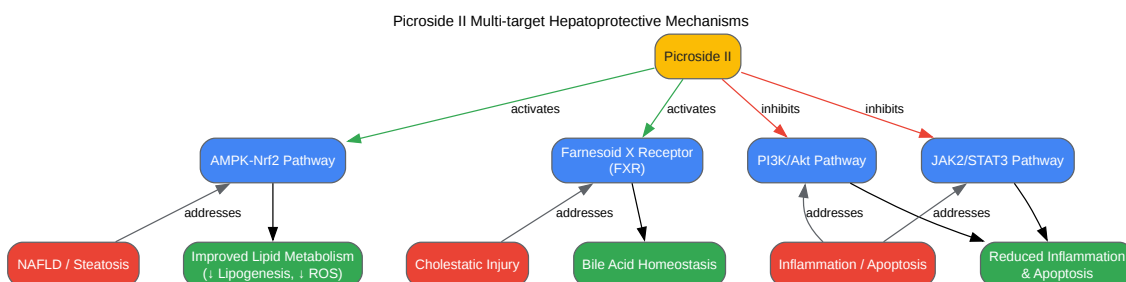 Picroside II Multi-target Hepatoprotective Mechanisms
Picroside II
activates
activates
inhibits
inhibits
AMPK-Nrf2 Pathway
Farnesoid X Receptor
(FXR)
PI3K/Akt Pathway
JAK2/STAT3 Pathway
addresses
addresses
addresses
addresses
NAFLD / Steatosis
Improved Lipid Metabolism
(↓ Lipogenesis, ↓ ROS)
Cholestatic Injury
Bile Acid Homeostasis
Inflammation / Apoptosis
Reduced Inflammation
& Apoptosis